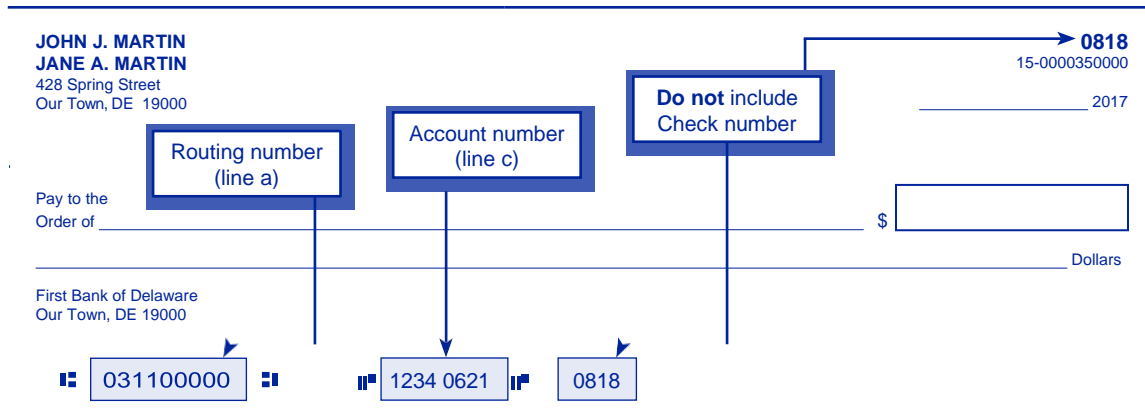 JOHN J. MARTIN
JANE A. MARTIN
428 Spring Street
Our Town, DE 19000
0818
15-0000350000
2017
Do not include
Check number
Account number
(line c)
Routing number
(line a)
Pay to the
Order of
$
Dollars
First Bank of Delaware
Our Town, DE 19000
⑆ 031100000 ⑆ ⑈ 1234 0621 ⑈ 0818